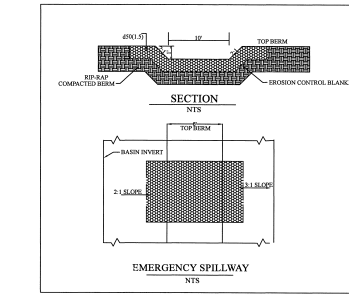 d50(1.5)
10'
TOP BERM
RIP-RAP
COMPACTED BERM
EROSION CONTROL BLANK
SECTION
NTS
TOP BERM
BASIN INVERT
2:1 SLOPE
3:1 SLOPE
EMERGENCY SPILLWAY
NTS